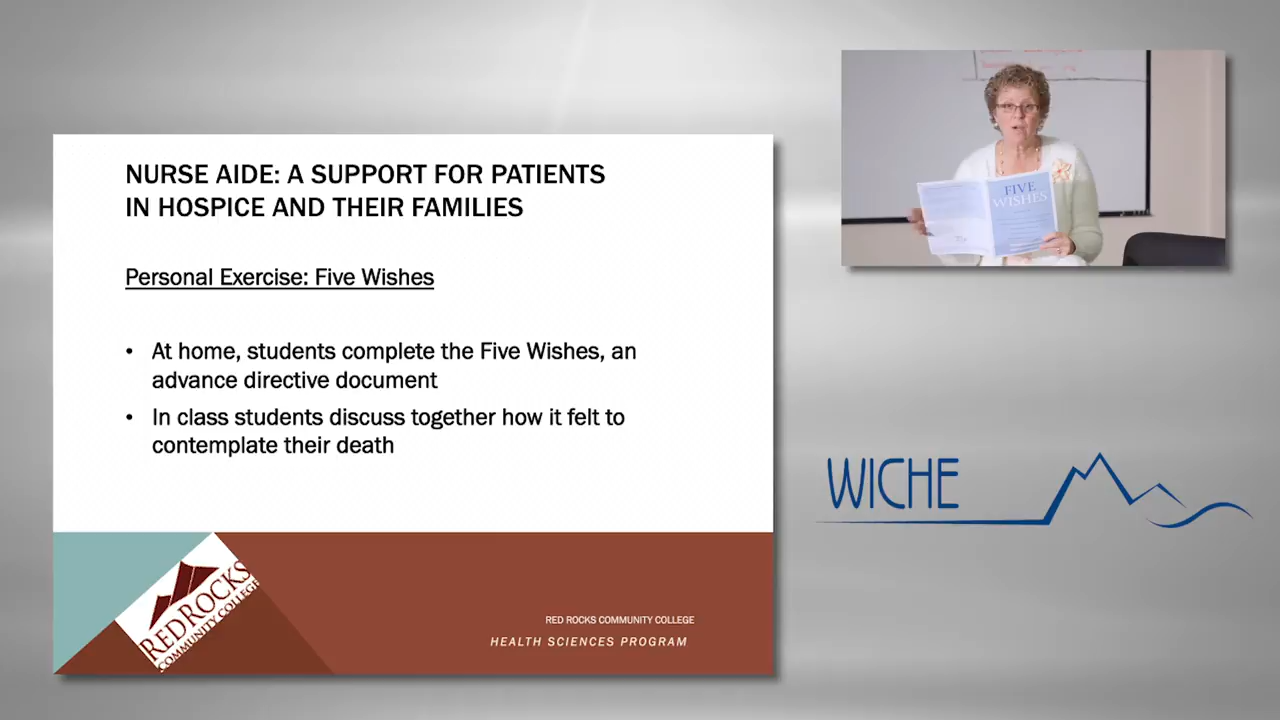 NURSE AIDE: A SUPPORT FOR PATIENTS
IN HOSPICE AND THEIR FAMILIES
Personal Exercise: Five Wishes
• At home, students complete the Five Wishes, an
advance directive document
• In class students discuss together how it felt to
contemplate their death
RED ROCKS
COMMUNITY COLLEGE
RED ROCKS COMMUNITY COLLEGE
HEALTH SCIENCES PROGRAM
FIVE
WISHES
WICHE